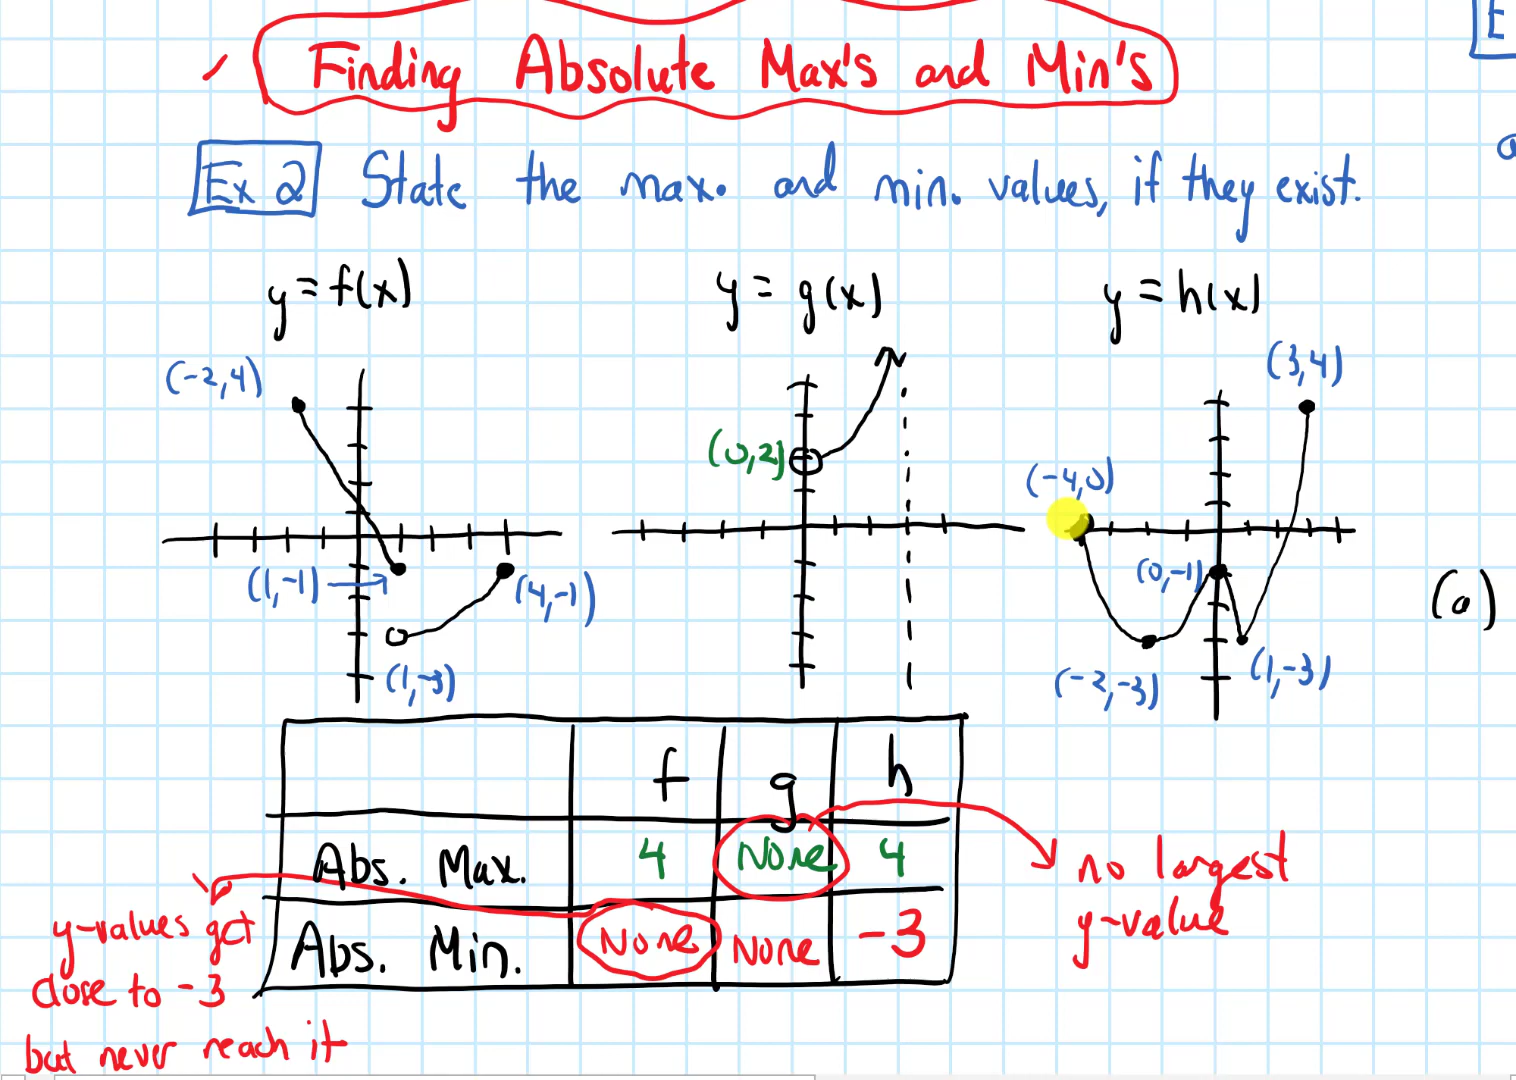 Finding Absolute Max's and Min's
E
Ex 2 State the max. and min. values, if they exist.
y = f(x)
y = g(x)
y = h(x)
(-2,4)
(1,-1)
(4,-1)
(1,-3)
(0,2)
(3,4)
(-4,0)
(0,-1)
(-2,-3)
(1,-3)
(a)
f g h
Abs. Max. 4 None 4
Abs. Min. None None -3
no largest
y-value
y-values get
close to -3
but never reach it